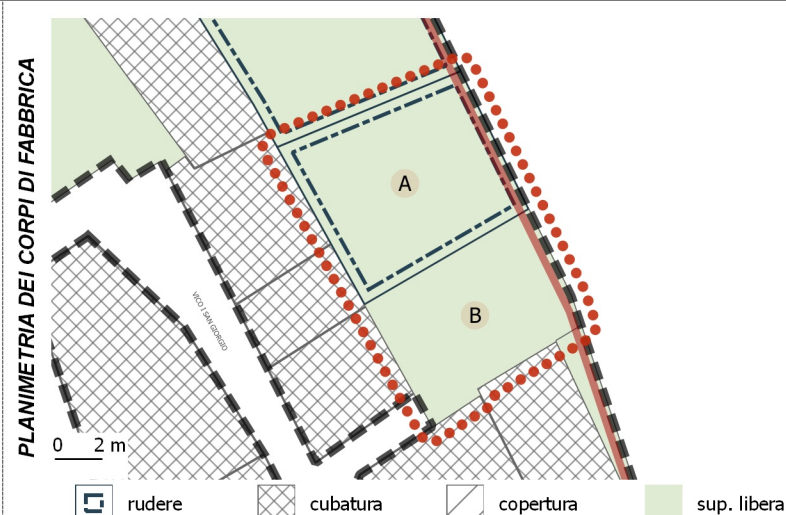 PLANIMETRIA DEI CORPI DI FABBRICA
A
B
VICO I SAN GIORGIO
0 2 m
rudere cubatura copertura sup. libera